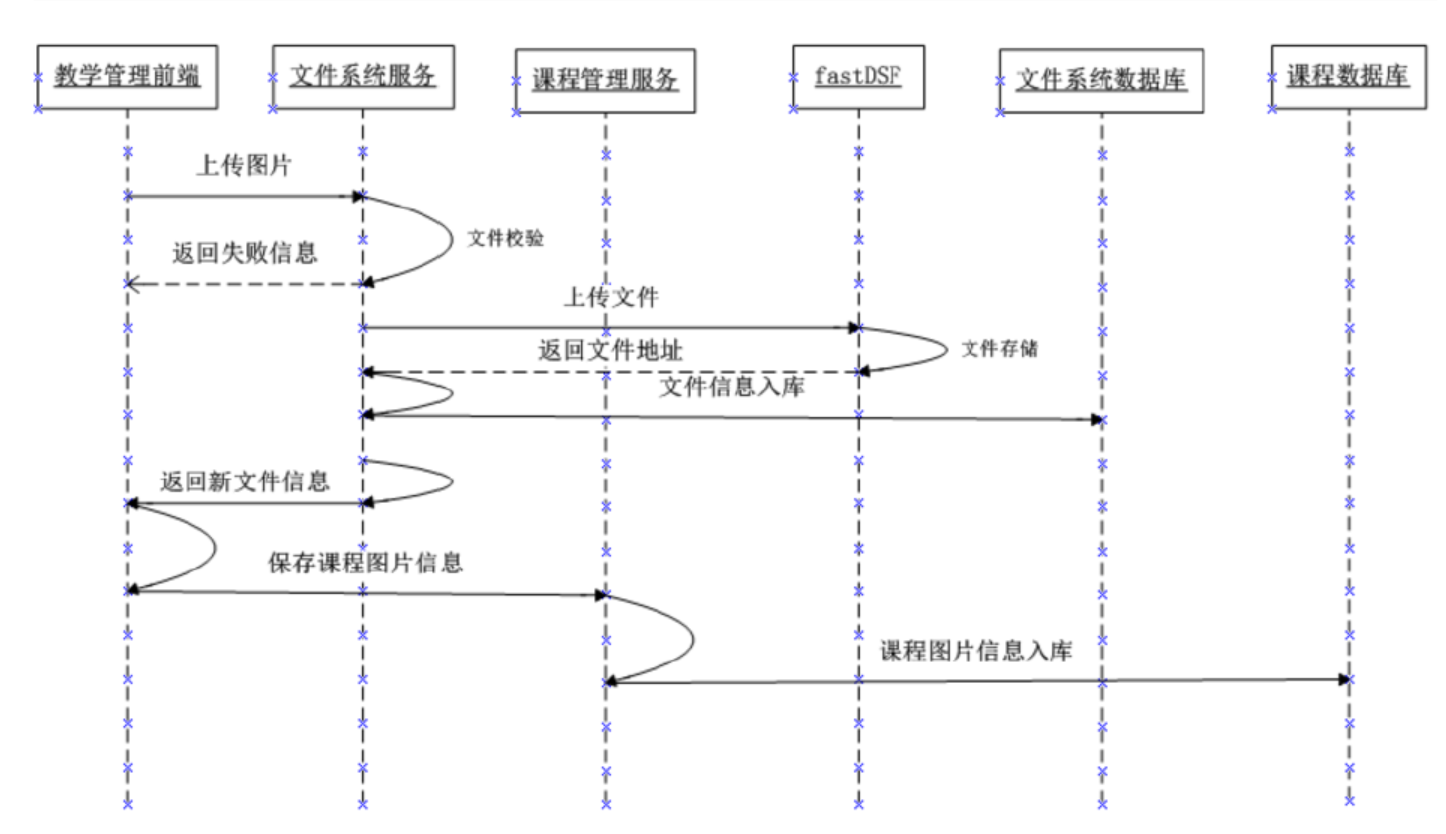 教学管理前端
文件系统服务
课程管理服务
fastDSF
文件系统数据库
课程数据库
上传图片
文件校验
返回失败信息
上传文件
返回文件地址
文件存储
文件信息入库
返回新文件信息
保存课程图片信息
课程图片信息入库